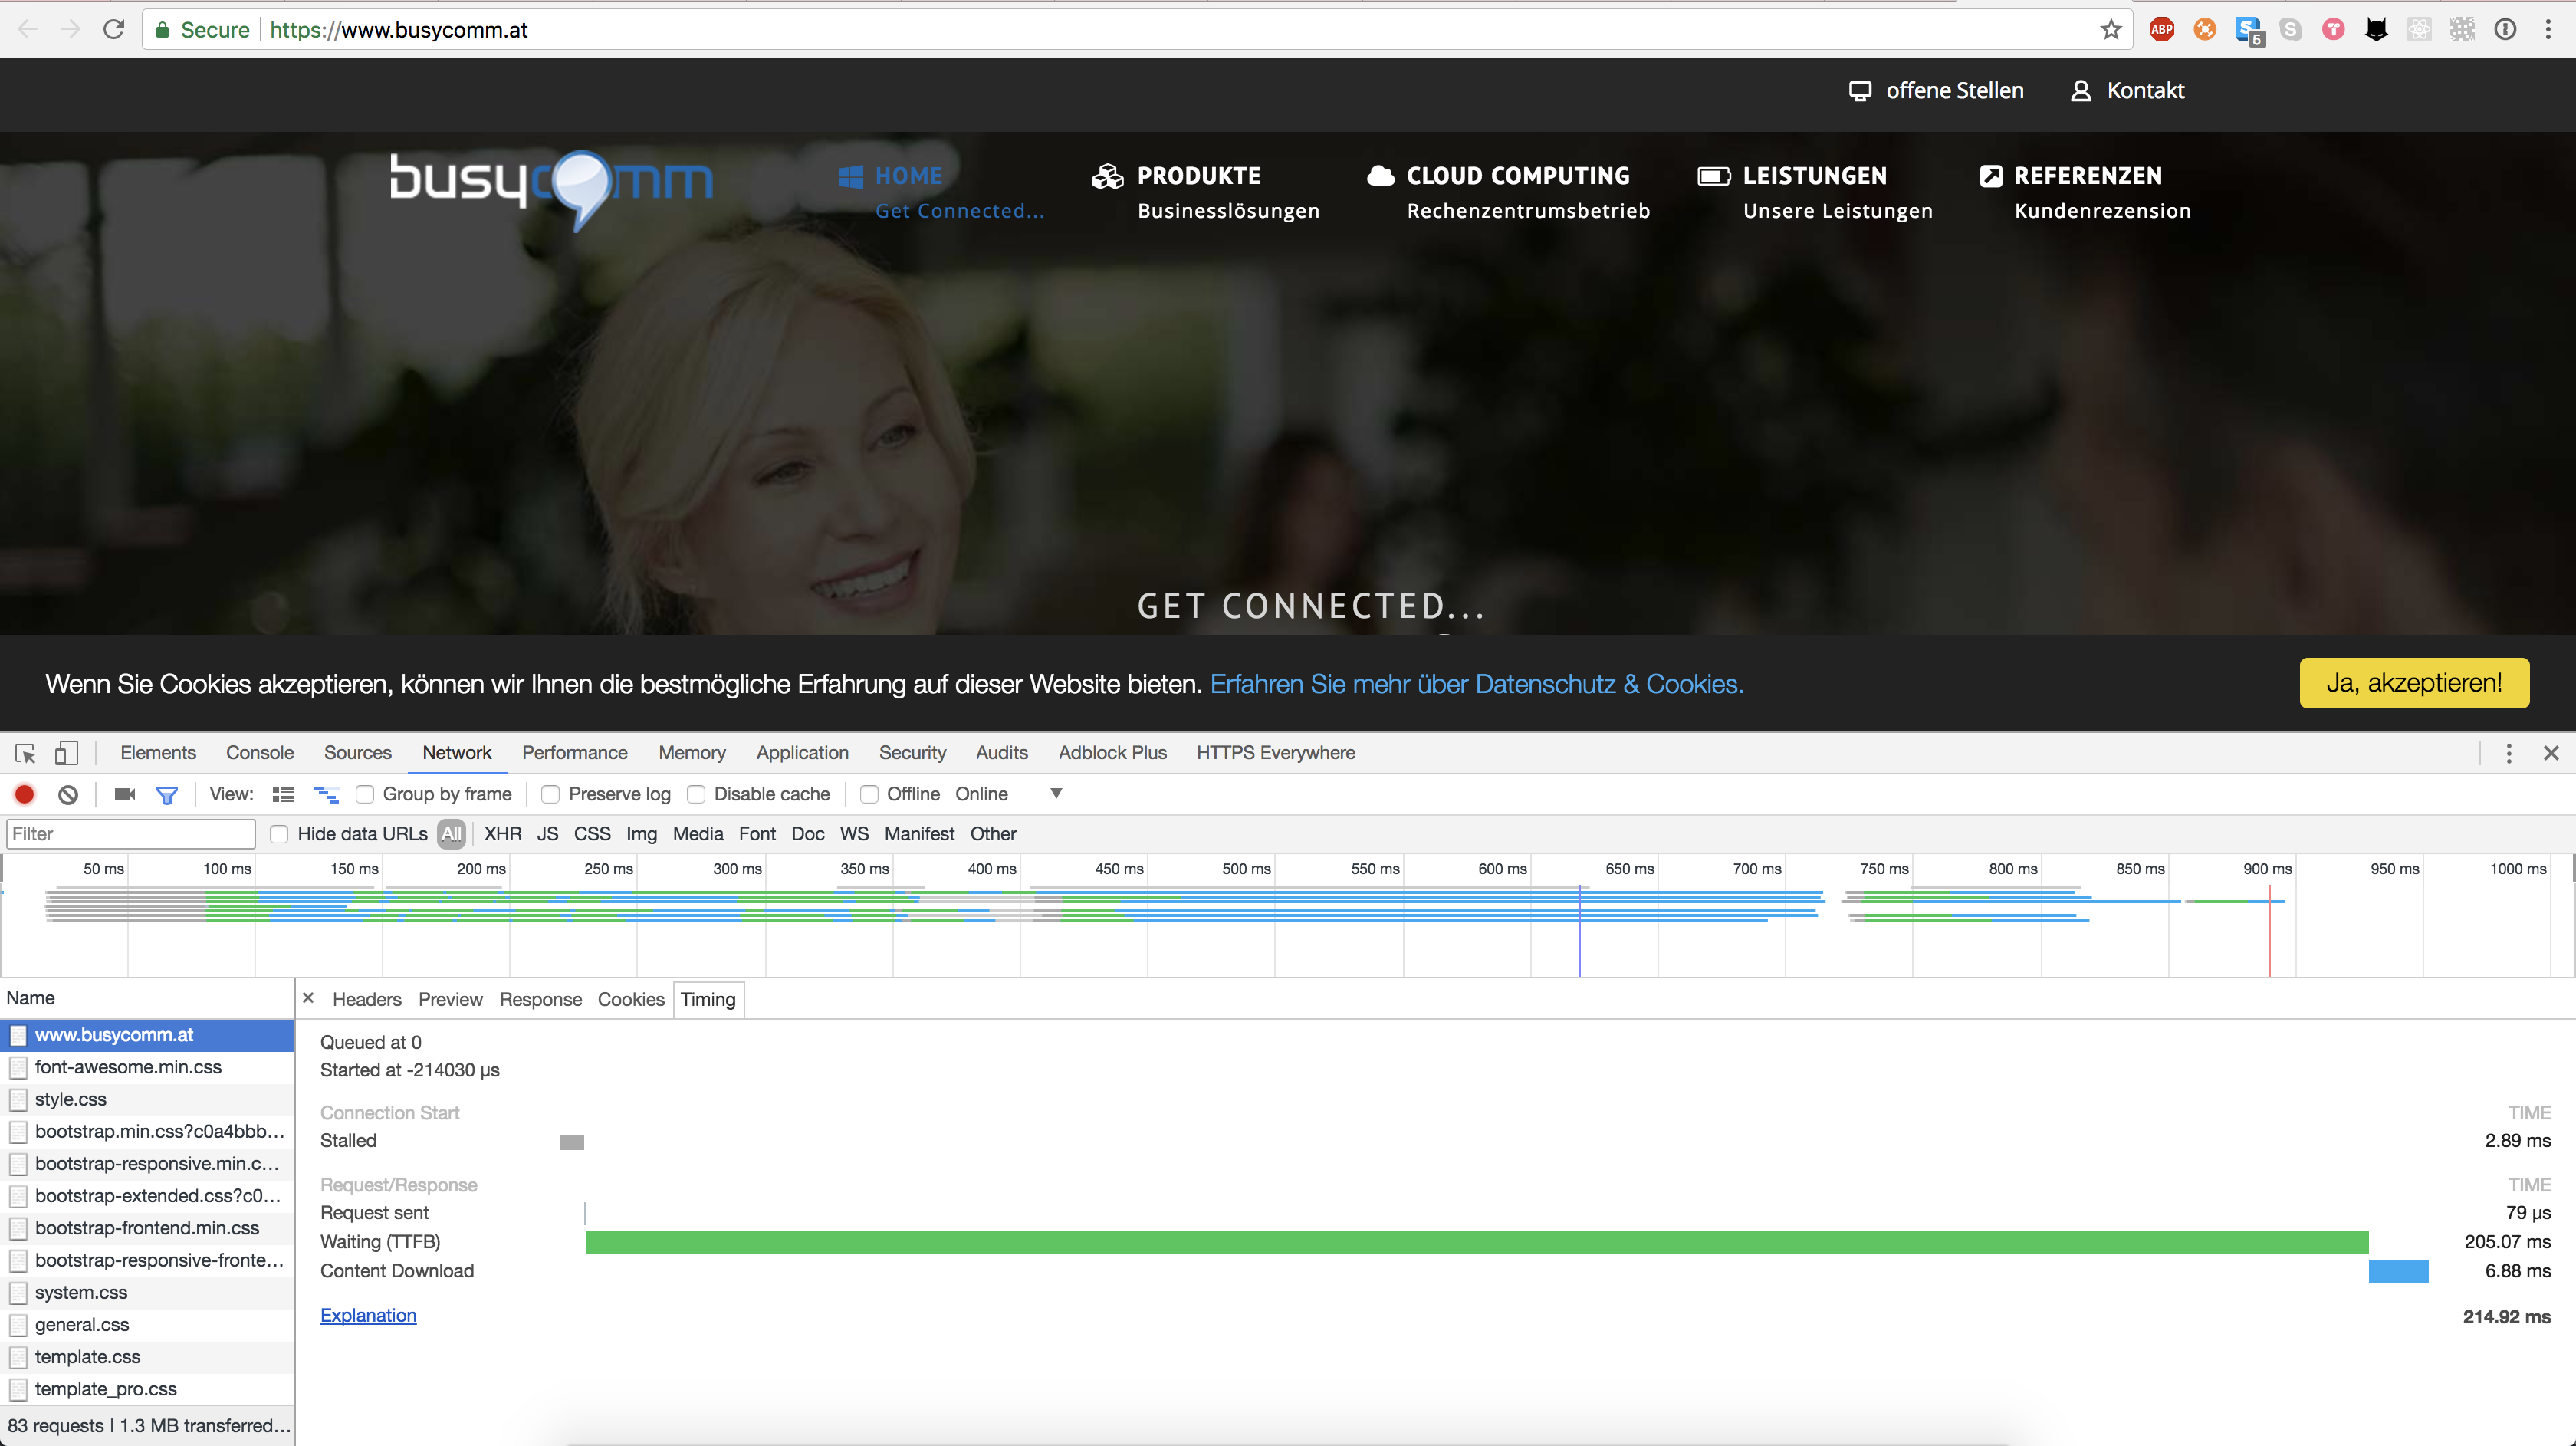 Secure https://www.busycomm.at
ABP
5
offene Stellen Kontakt
busycomm
HOME PRODUKTE CLOUD COMPUTING LEISTUNGEN REFERENZEN
Get Connected... Businesslösungen Rechenzentrumsbetrieb Unsere Leistungen Kundenrezension
GET CONNECTED...
Wenn Sie Cookies akzeptieren, können wir Ihnen die bestmögliche Erfahrung auf dieser Website bieten. Erfahren Sie mehr über Datenschutz & Cookies. Ja, akzeptieren!
Elements Console Sources Network Performance Memory Application Security Audits Adblock Plus HTTPS Everywhere
View: Group by frame Preserve log Disable cache Offline Online
Filter Hide data URLs All XHR JS CSS Img Media Font Doc WS Manifest Other
50 ms 100 ms 150 ms 200 ms 250 ms 300 ms 350 ms 400 ms 450 ms 500 ms 550 ms 600 ms 650 ms 700 ms 750 ms 800 ms 850 ms 900 ms 950 ms 1000 ms
Name × Headers Preview Response Cookies Timing
www.busycomm.at
font-awesome.min.css
style.css
bootstrap.min.css?c0a4bbb...
bootstrap-responsive.min.c...
bootstrap-extended.css?c0...
bootstrap-frontend.min.css
bootstrap-responsive-fronte...
system.css
general.css
template.css
template_pro.css
83 requests | 1.3 MB transferred...
Queued at 0
Started at -214030 µs
Connection Start TIME
Stalled 2.89 ms
Request/Response TIME
Request sent 79 µs
Waiting (TTFB) 205.07 ms
Content Download 6.88 ms
Explanation 214.92 ms